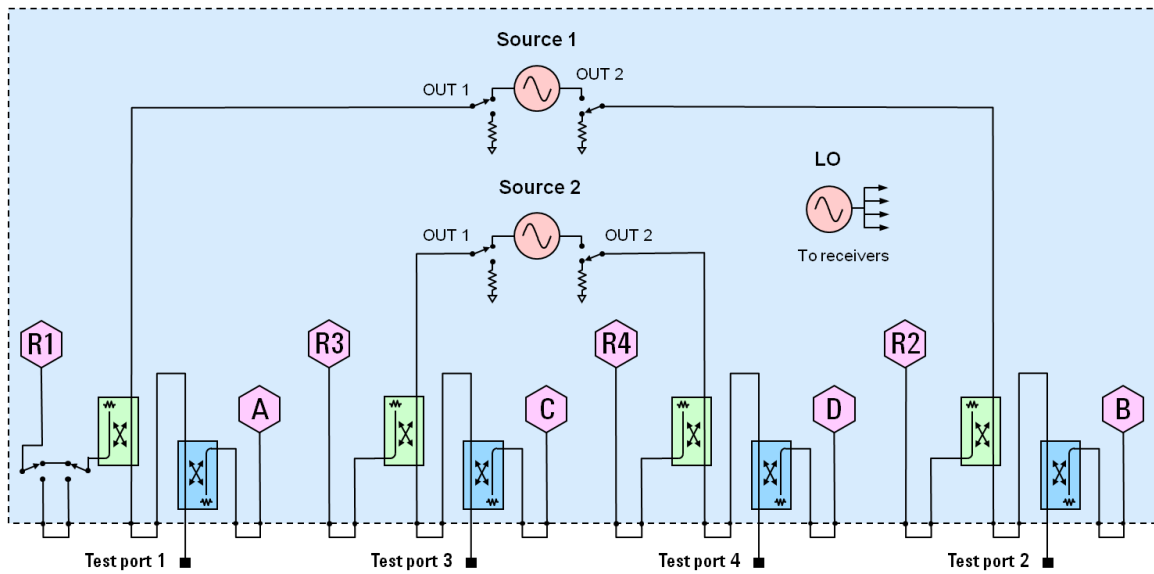 Source 1
OUT 1
OUT 2
LO
Source 2
OUT 1
OUT 2
To receivers
R1
R3
R4
R2
A
C
D
B
Test port 1
Test port 3
Test port 4
Test port 2